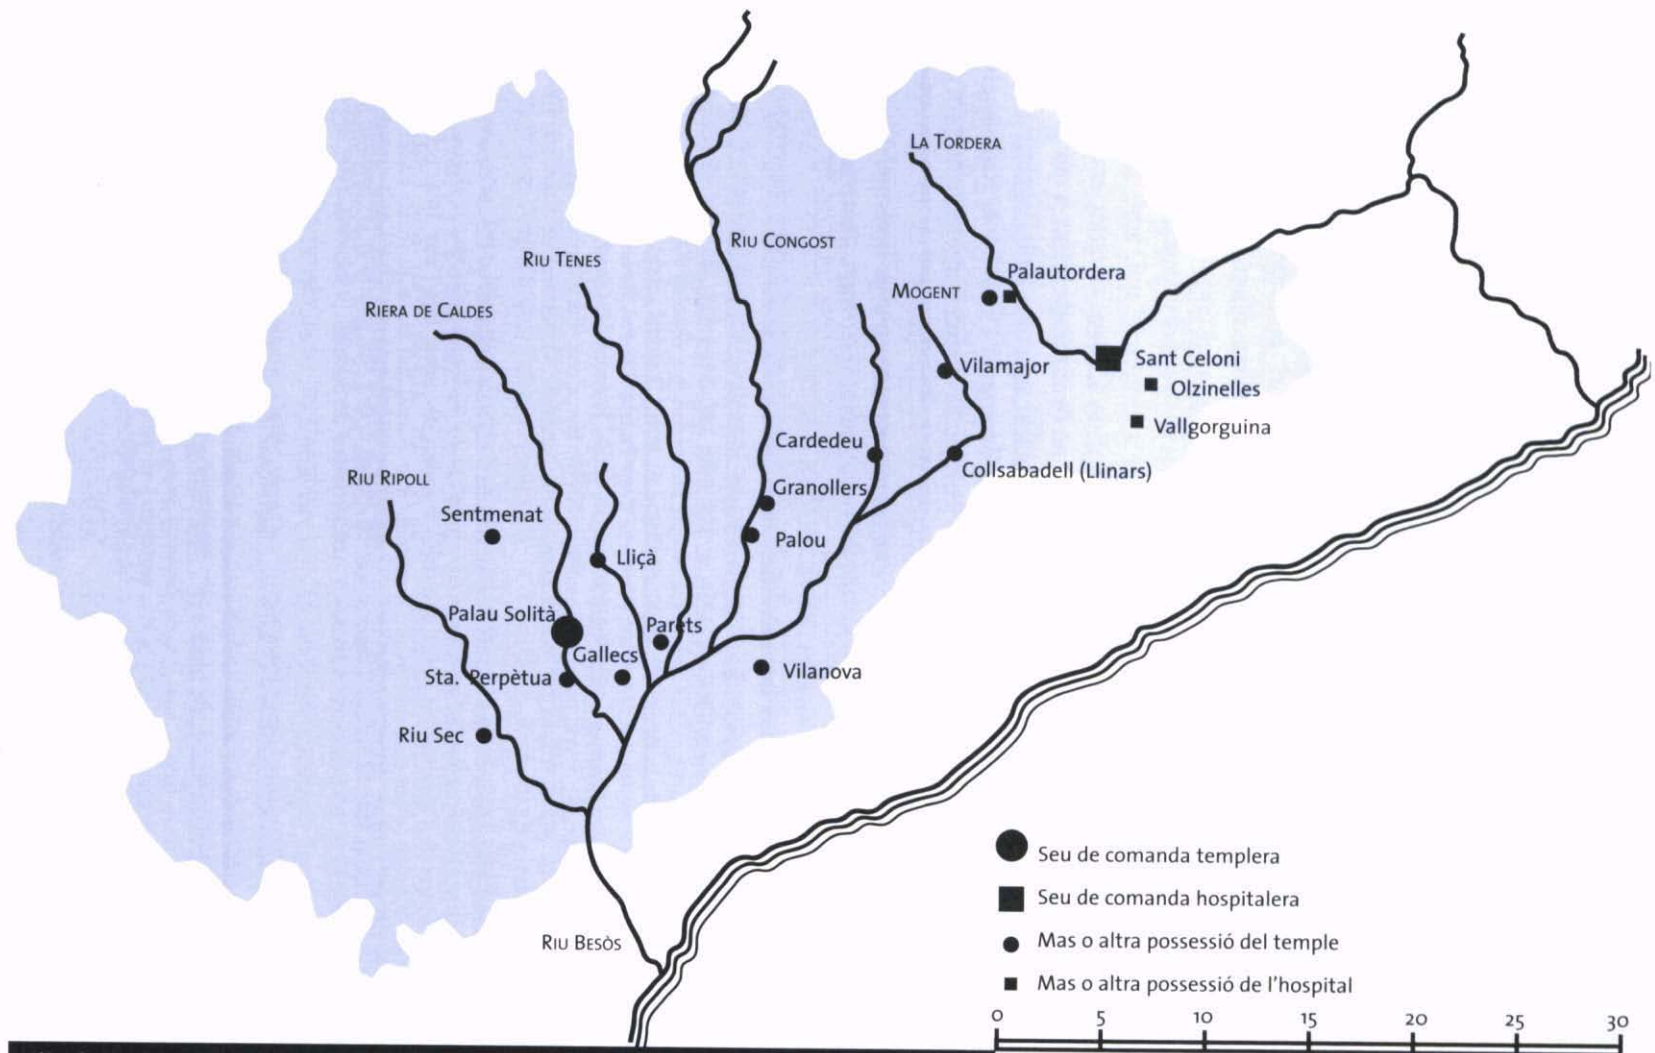 La Tordera
Riu Congost
Riu Tenes
Palautordera
Mogent
Riera de Caldes
Sant Celoni
Vilamajor
Olzinelles
Vallgorguina
Cardedeu
Collsabadell (Llinars)
Riu Ripoll
Granollers
Sentmenat
Palou
Lliçà
Palau Solità
Parets
Gallecs
Vilanova
Sta. Perpètua
Riu Sec
Riu Besòs
Seu de comanda templera
Seu de comanda hospitalera
Mas o altra possessió del temple
Mas o altra possessió de l'hospital
0 5 10 15 20 25 30